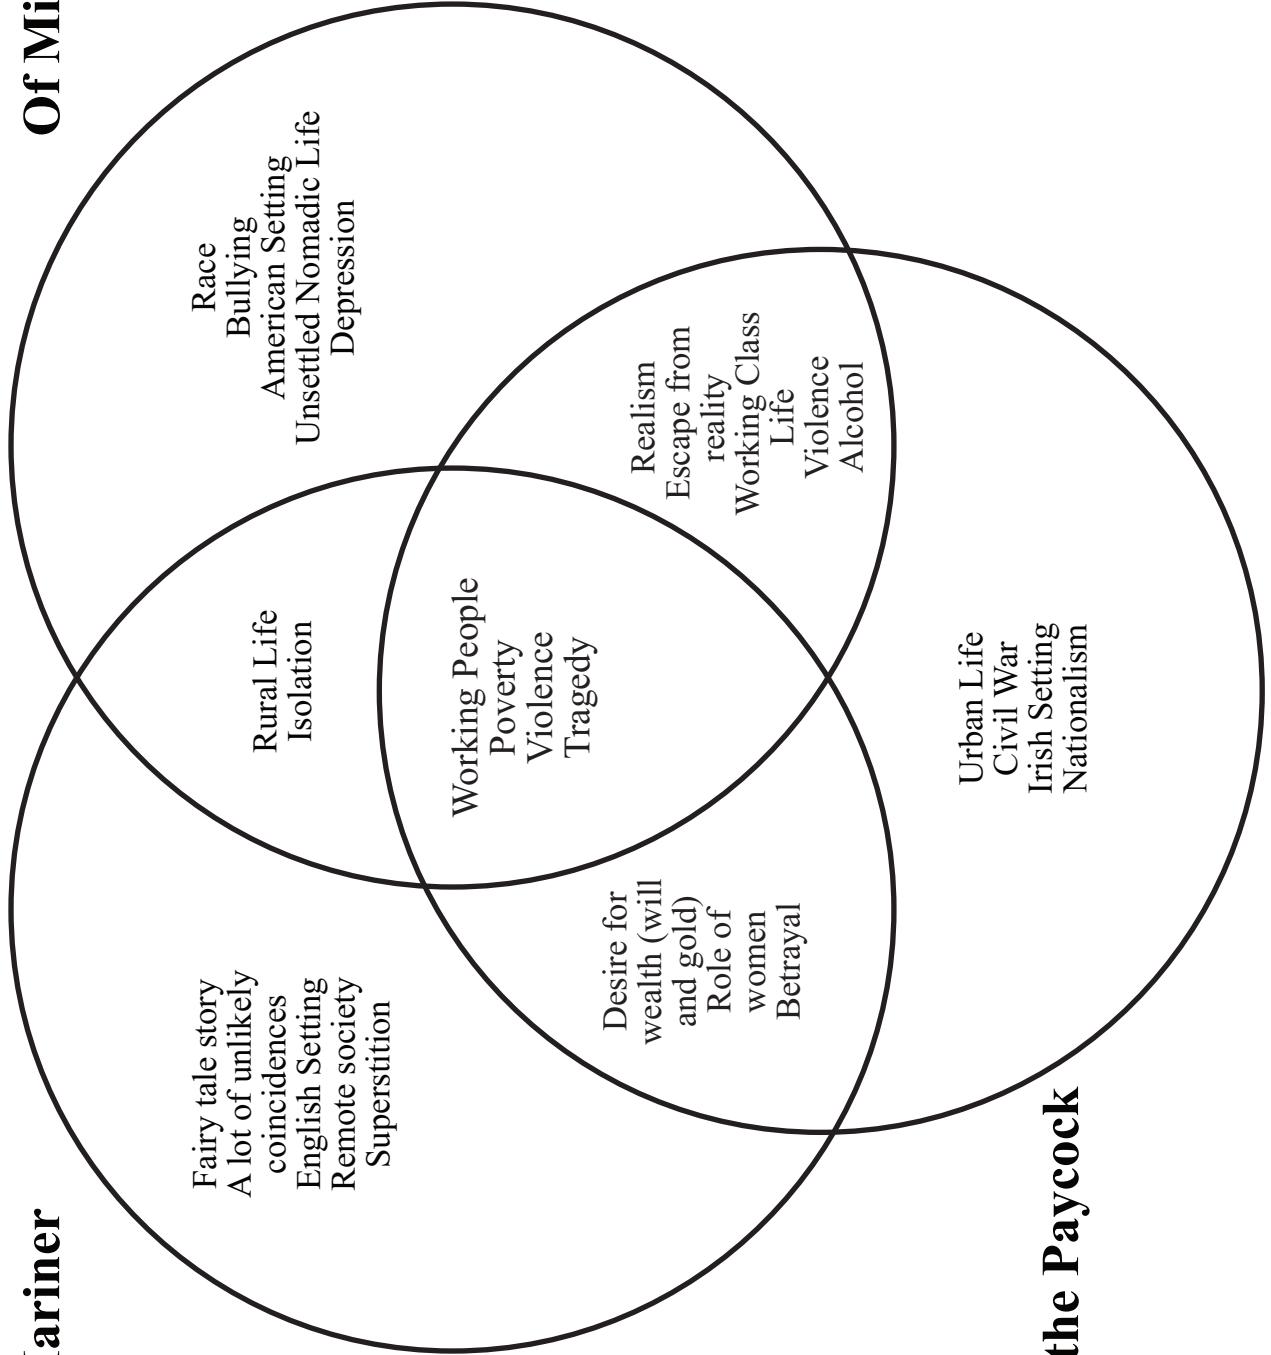 ariner
Of Mi
Fairy tale story
A lot of unlikely
coincidences
English Setting
Remote society
Superstition
Rural Life
Isolation
Race
Bullying
American Setting
Unsettled Nomadic Life
Depression
Working People
Poverty
Violence
Tragedy
Desire for
wealth (will
and gold)
Role of
women
Betrayal
Realism
Escape from
reality
Working Class
Life
Violence
Alcohol
Urban Life
Civil War
Irish Setting
Nationalism
the Paycock